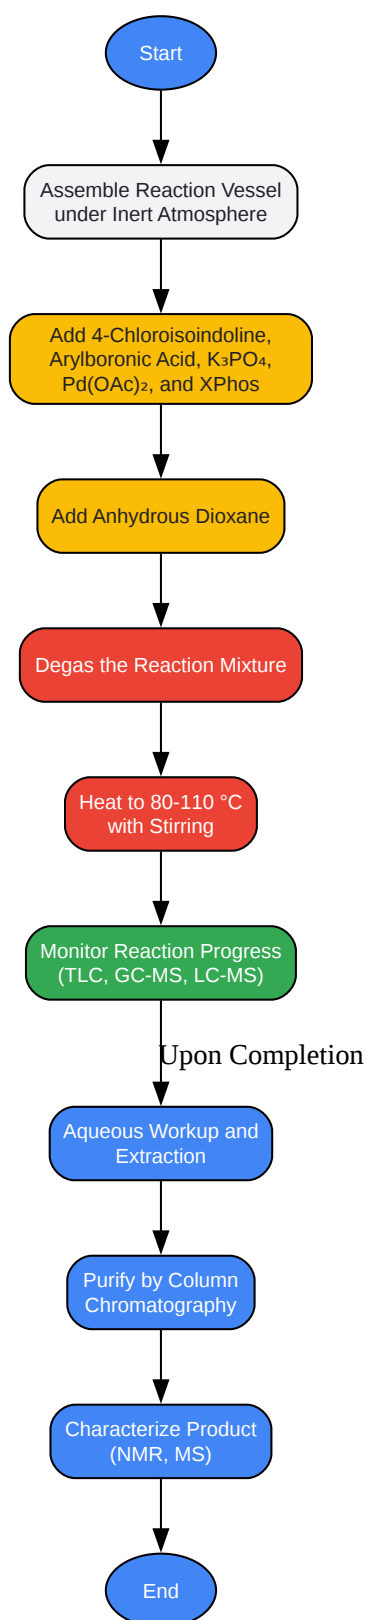 Start
Assemble Reaction Vessel
under Inert Atmosphere
Add 4-Chloroisoindoline,
Arylboronic Acid, K₃PO₄,
Pd(OAc)₂, and XPhos
Add Anhydrous Dioxane
Degas the Reaction Mixture
Heat to 80-110 °C
with Stirring
Monitor Reaction Progress
(TLC, GC-MS, LC-MS)
Upon Completion
Aqueous Workup and
Extraction
Purify by Column
Chromatography
Characterize Product
(NMR, MS)
End